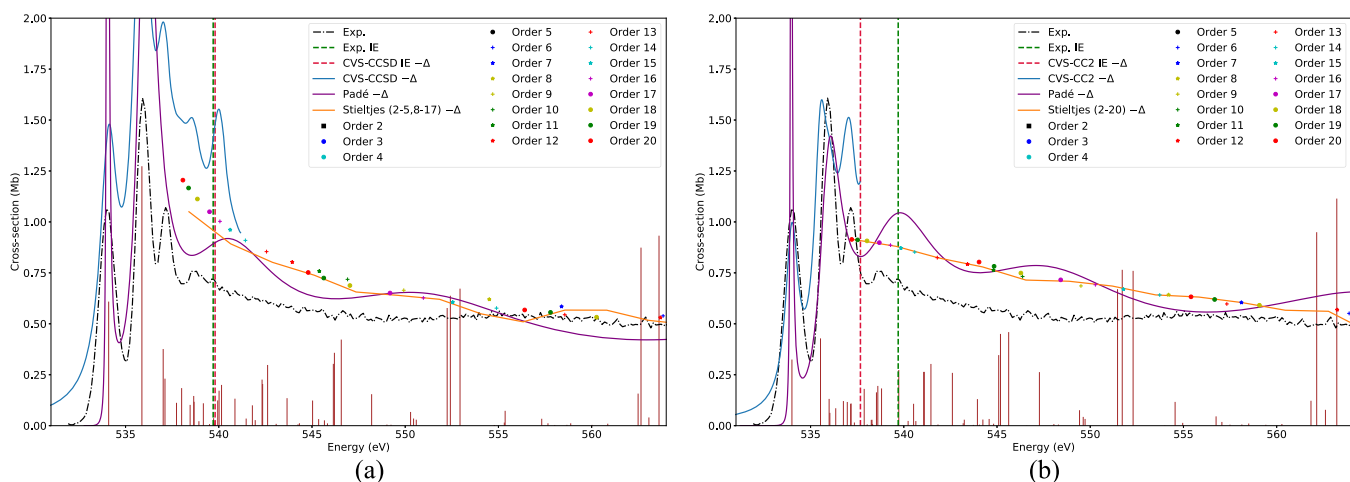 2.00
1.75
1.50
1.25
1.00
0.75
0.50
0.25
0.00
Cross-section (Mb)
535
540
545
550
555
560
Energy (eV)
Exp.
Exp. IE
CVS-CCSD IE −Δ
CVS-CCSD −Δ
Padé −Δ
Stieltjes (2-5,8-17) −Δ
Order 2
Order 3
Order 4
Order 5
Order 6
Order 7
Order 8
Order 9
Order 10
Order 11
Order 12
Order 13
Order 14
Order 15
Order 16
Order 17
Order 18
Order 19
Order 20
(a)
2.00
1.75
1.50
1.25
1.00
0.75
0.50
0.25
0.00
Cross-section (Mb)
535
540
545
550
555
560
Energy (eV)
Exp.
Exp. IE
CVS-CC2 IE −Δ
CVS-CC2 −Δ
Padé −Δ
Stieltjes (2-20) −Δ
Order 2
Order 3
Order 4
Order 5
Order 6
Order 7
Order 8
Order 9
Order 10
Order 11
Order 12
Order 13
Order 14
Order 15
Order 16
Order 17
Order 18
Order 19
Order 20
(b)